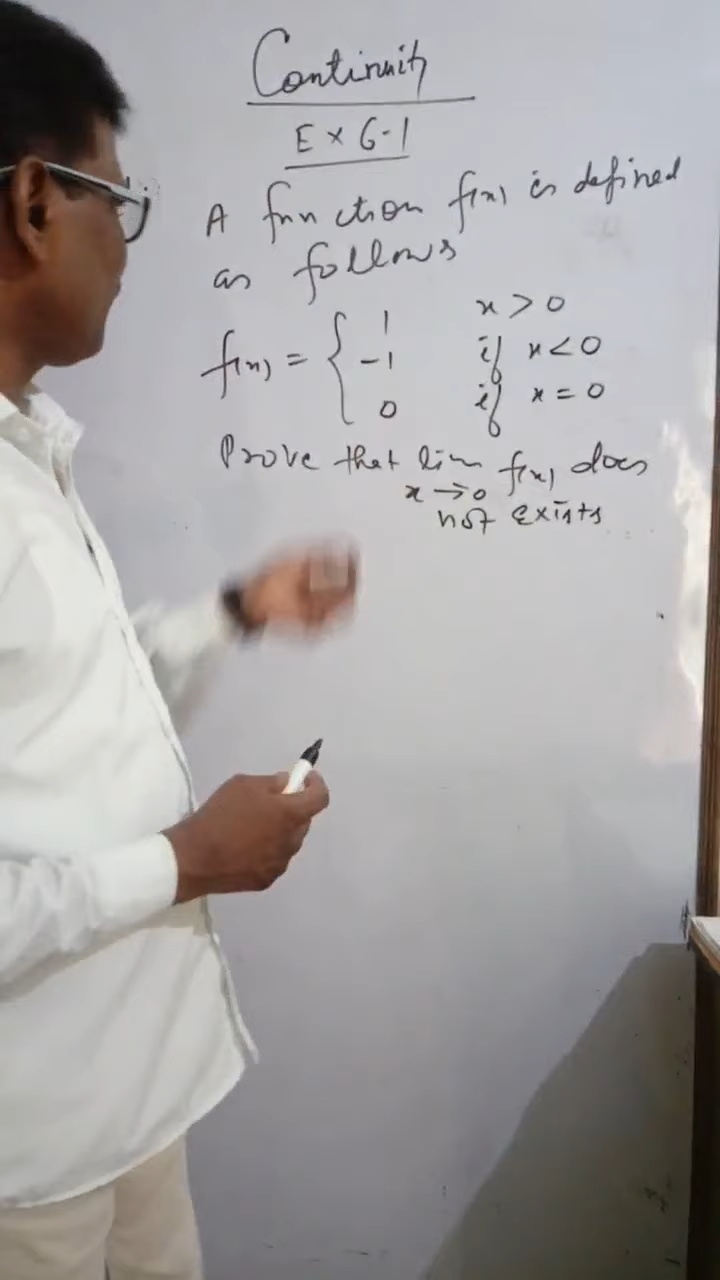 Continuity
Ex 6.1
A function f(x) is defined
as follows
f(x) = { 1 x > 0
-1 if x < 0
0 if x = 0
Prove that lim f(x) does
x → 0
not Exists